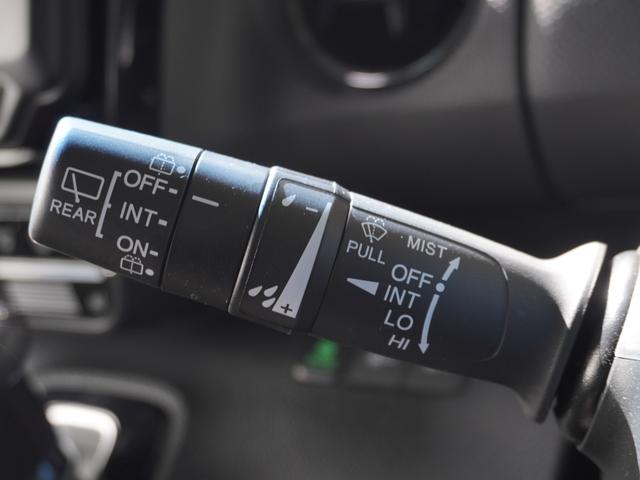 REAR
OFF
INT
ON
-
+
PULL
MIST
OFF
INT
LO
HI